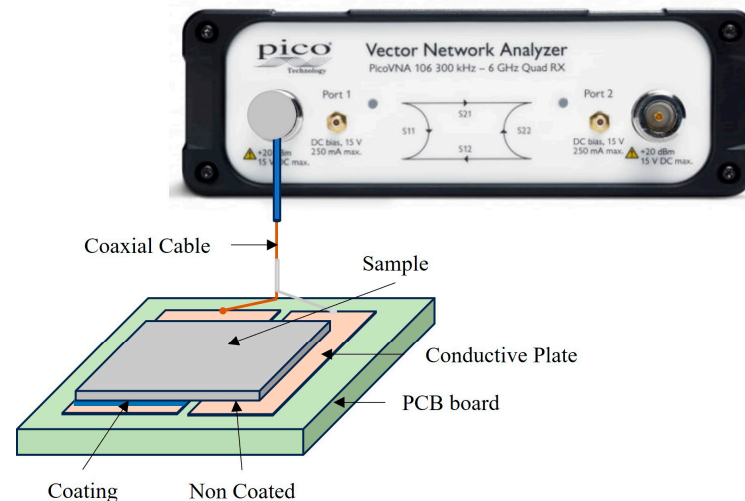 pico
Technology
Vector Network Analyzer
PicoVNA 106 300 kHz – 6 GHz Quad RX
Port 1
Port 2
S21
S11
S22
S12
DC bias, 15 V
250 mA max.
DC bias, 15 V
250 mA max.
+20 dBm
15 V DC max.
+20 dBm
15 V DC max.
Coaxial Cable
Sample
Conductive Plate
PCB board
Coating
Non Coated